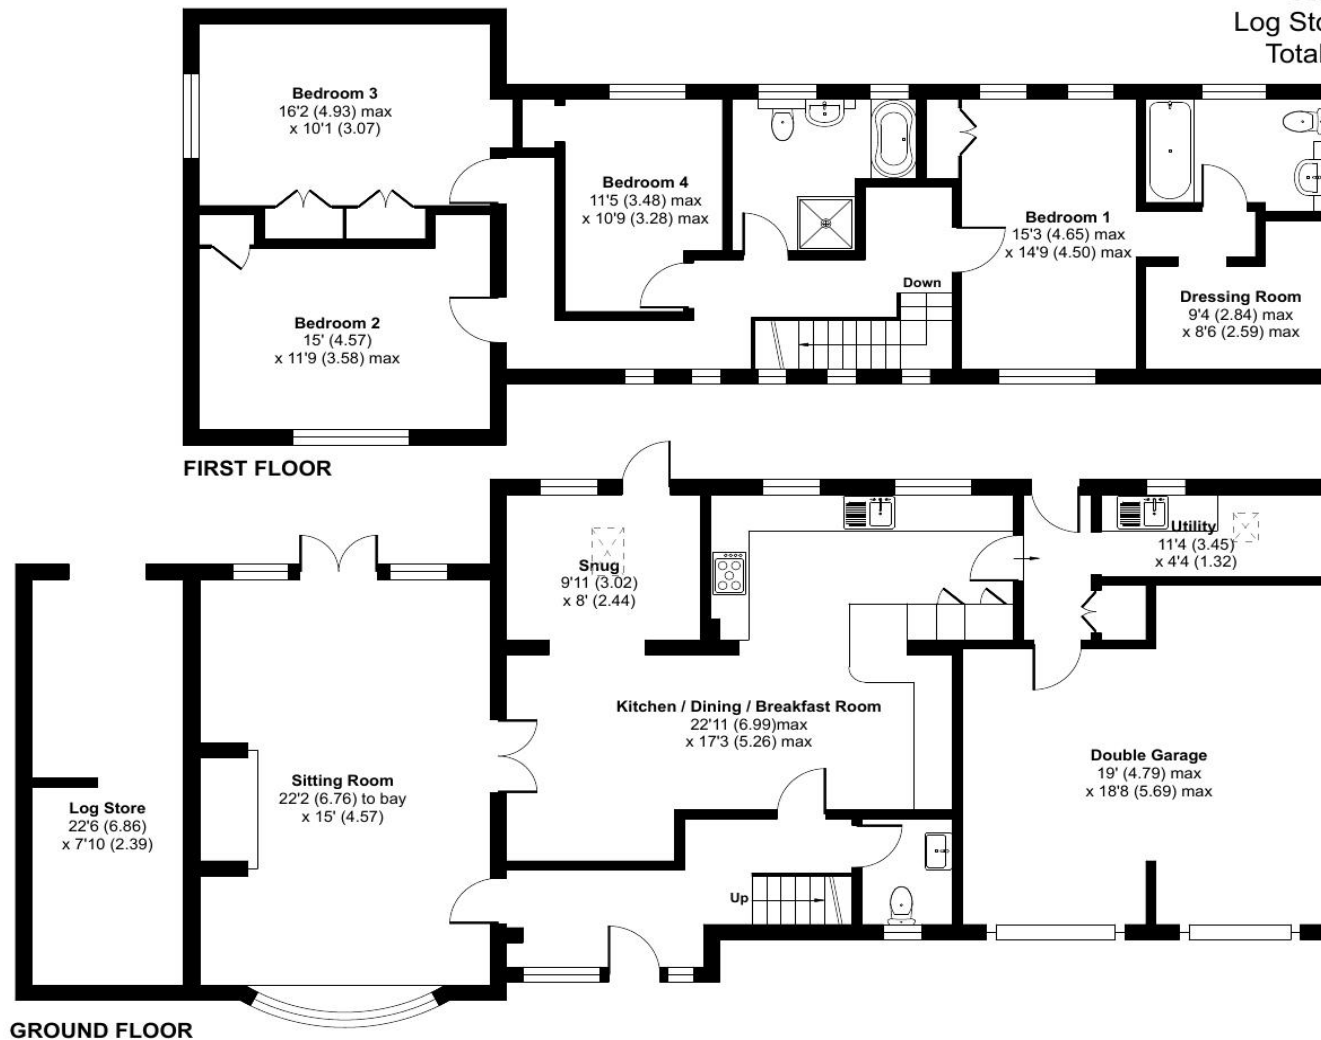 Log Sto
Total
Bedroom 3
16'2 (4.93) max
x 10'1 (3.07)
Bedroom 4
11'5 (3.48) max
x 10'9 (3.28) max
Bedroom 1
15'3 (4.65) max
x 14'9 (4.50) max
Down
Dressing Room
9'4 (2.84) max
x 8'6 (2.59) max
Bedroom 2
15' (4.57)
x 11'9 (3.58) max
FIRST FLOOR
Utility
11'4 (3.45)
x 4'4 (1.32)
Snug
9'11 (3.02)
x 8' (2.44)
Kitchen / Dining / Breakfast Room
22'11 (6.99)max
x 17'3 (5.26) max
Double Garage
19' (4.79) max
x 18'8 (5.69) max
Sitting Room
22'2 (6.76) to bay
x 15' (4.57)
Log Store
22'6 (6.86)
x 7'10 (2.39)
Up
GROUND FLOOR